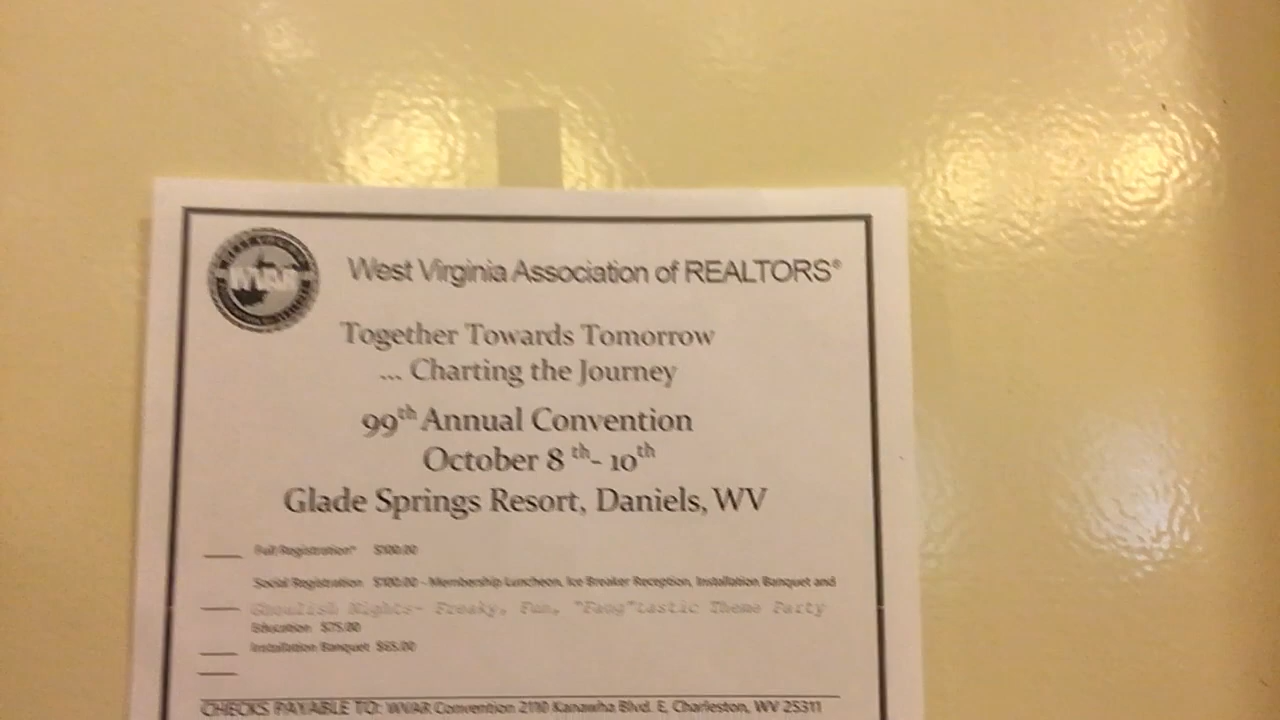 WVAR
West Virginia Association of REALTORS®
Together Towards Tomorrow
... Charting the Journey
99th Annual Convention
October 8 th- 10th
Glade Springs Resort, Daniels, WV
Full Registration* $100.00
Social Registration $100.00 - Membership Luncheon, Ice Breaker Reception, Installation Banquet and
Ghoulish Nights- Freaky, Fun, "Fang"tastic Theme Party
Education $75.00
Installation Banquet $65.00
CHECKS PAYABLE TO: WVAR Convention 2110 Kanawha Blvd. E, Charleston, WV 25311